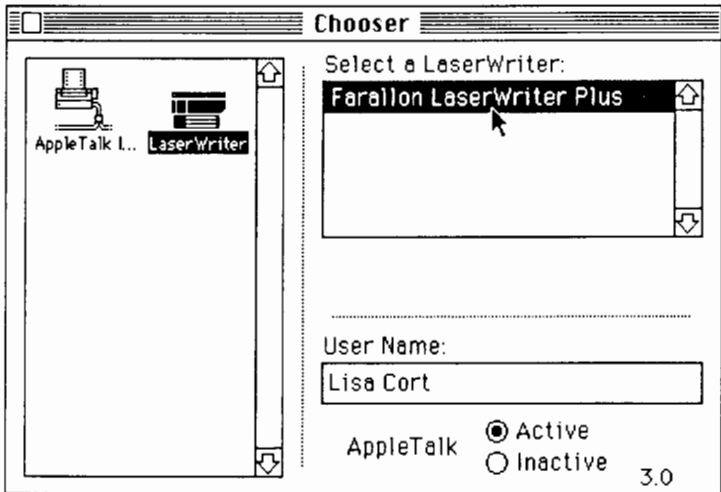 Chooser
AppleTalk I... LaserWriter
Select a LaserWriter:
Farallon LaserWriter Plus
User Name:
Lisa Cort
AppleTalk
Active
Inactive
3.0